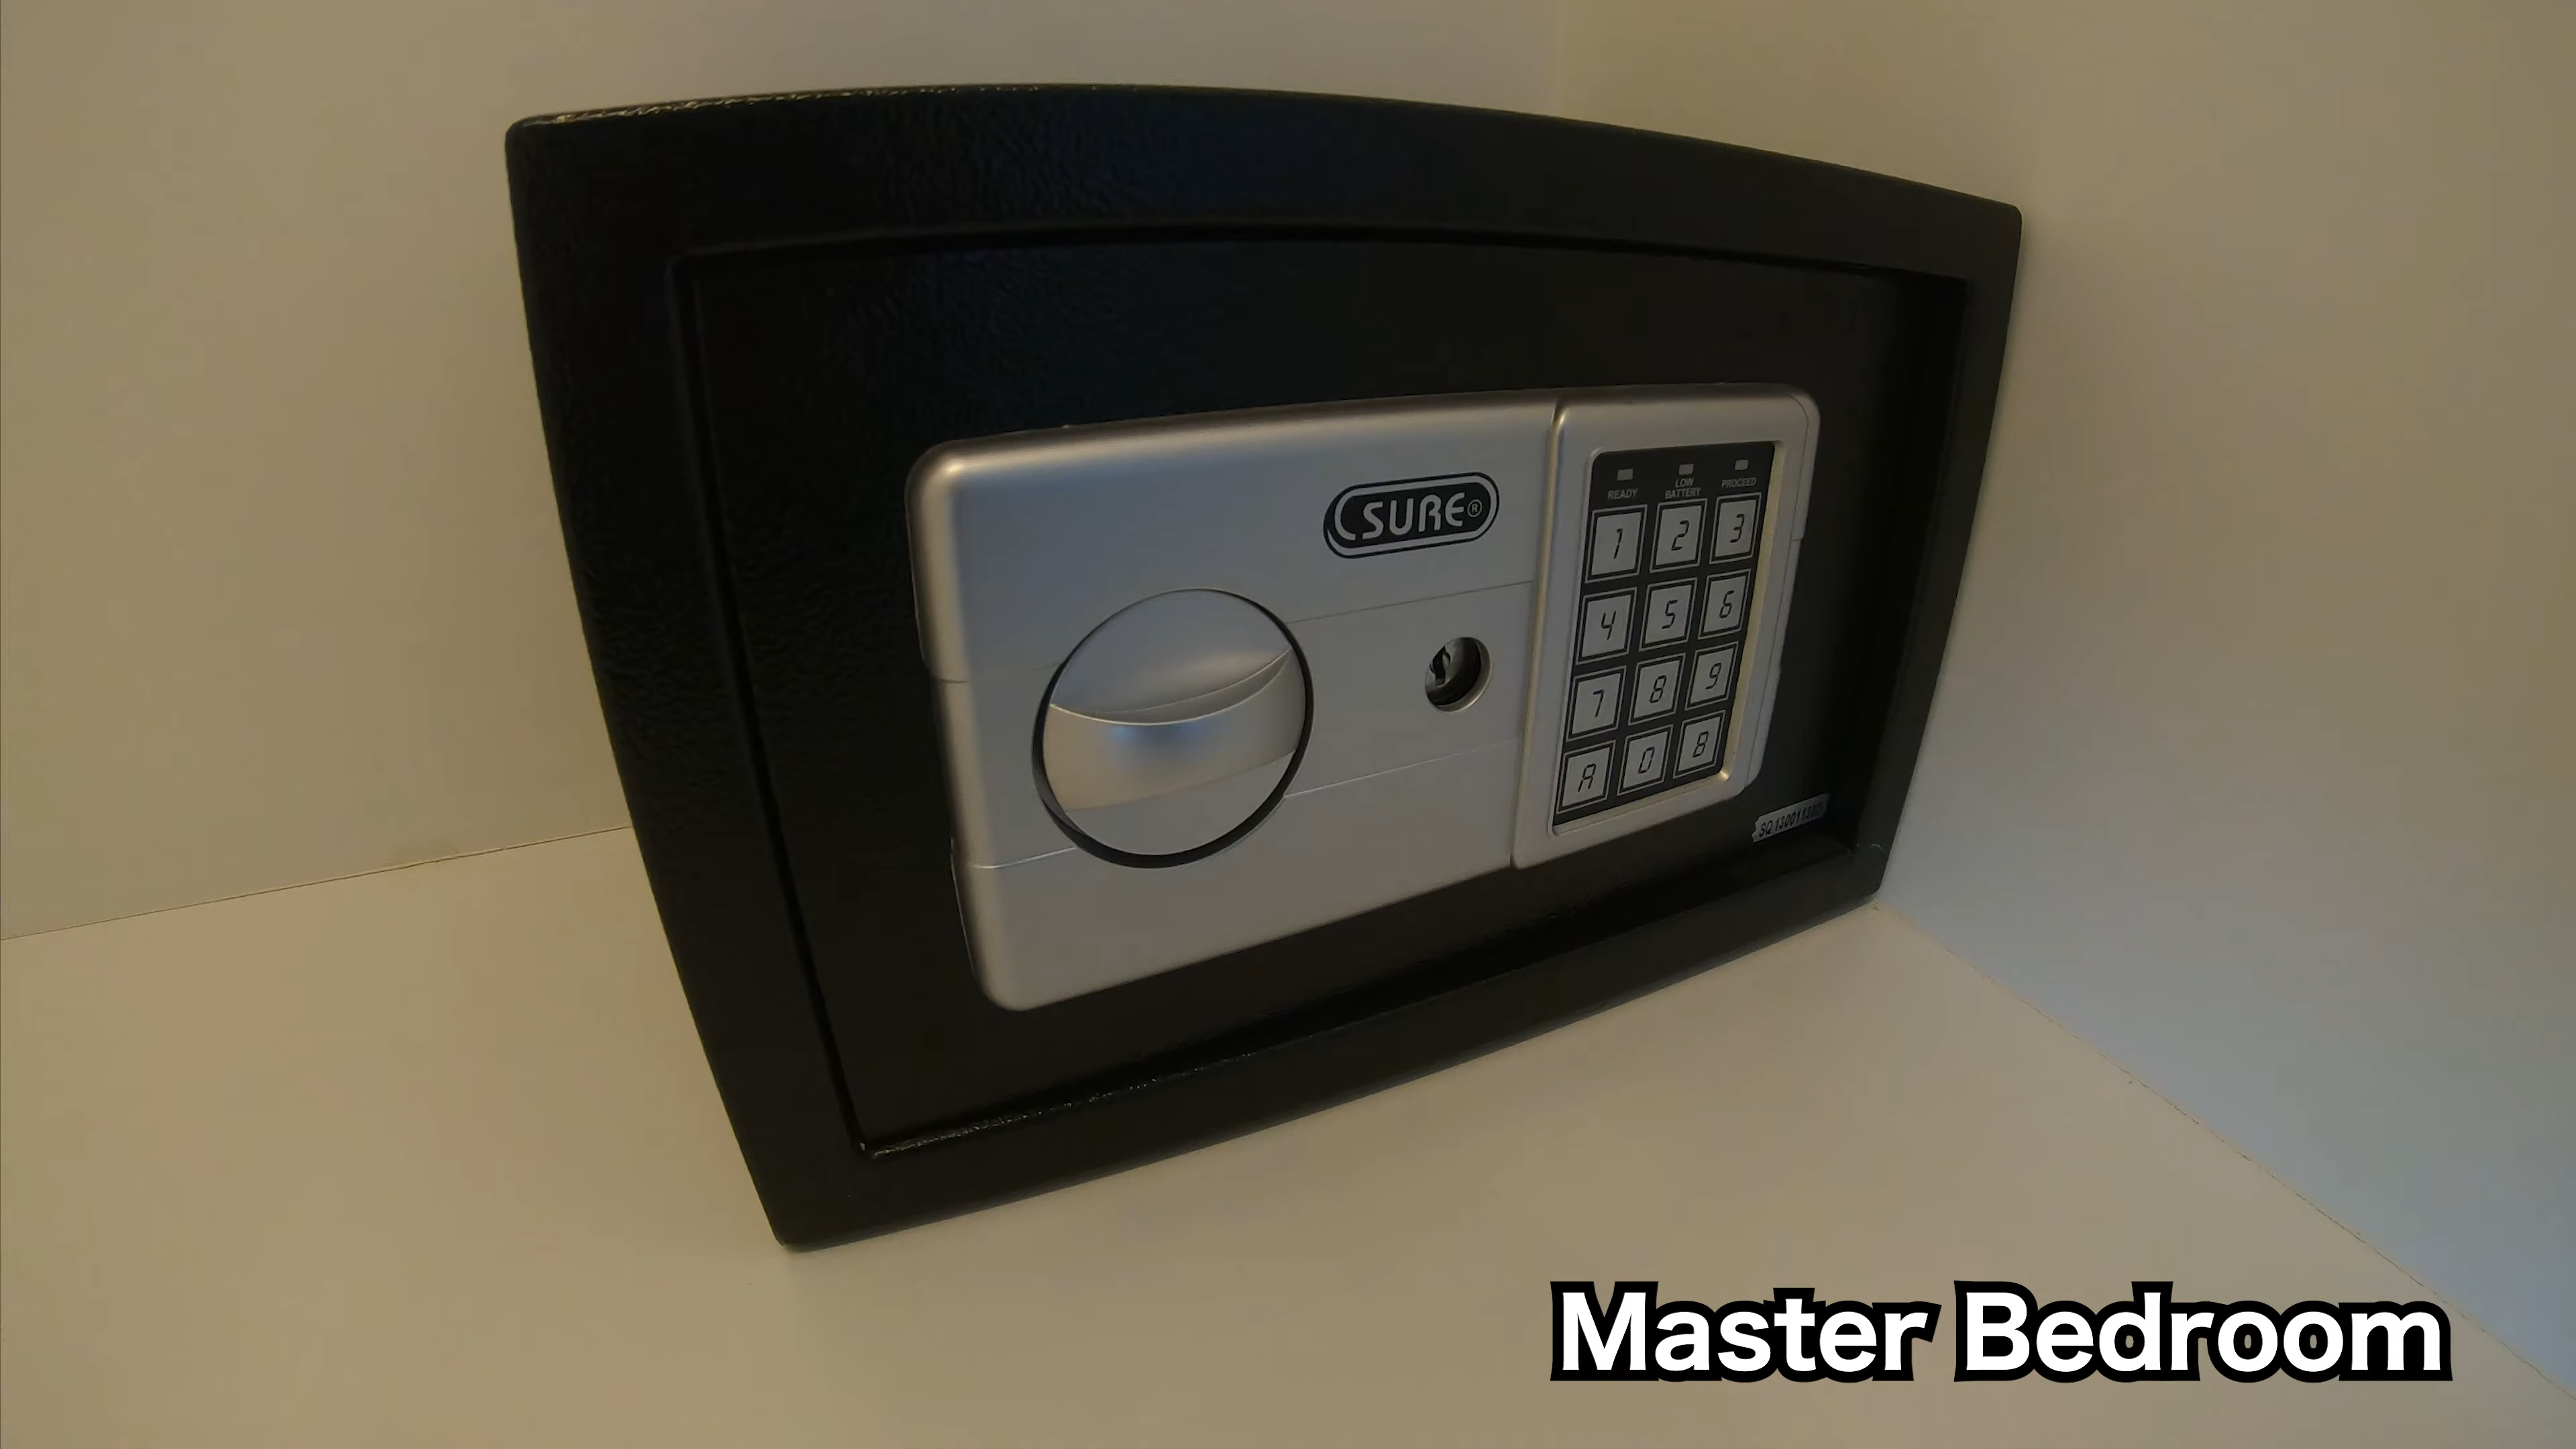 SURE®
READY LOW BATTERY PROCEED
1 2 3
4 5 6
7 8 9
A 0 B
Master Bedroom